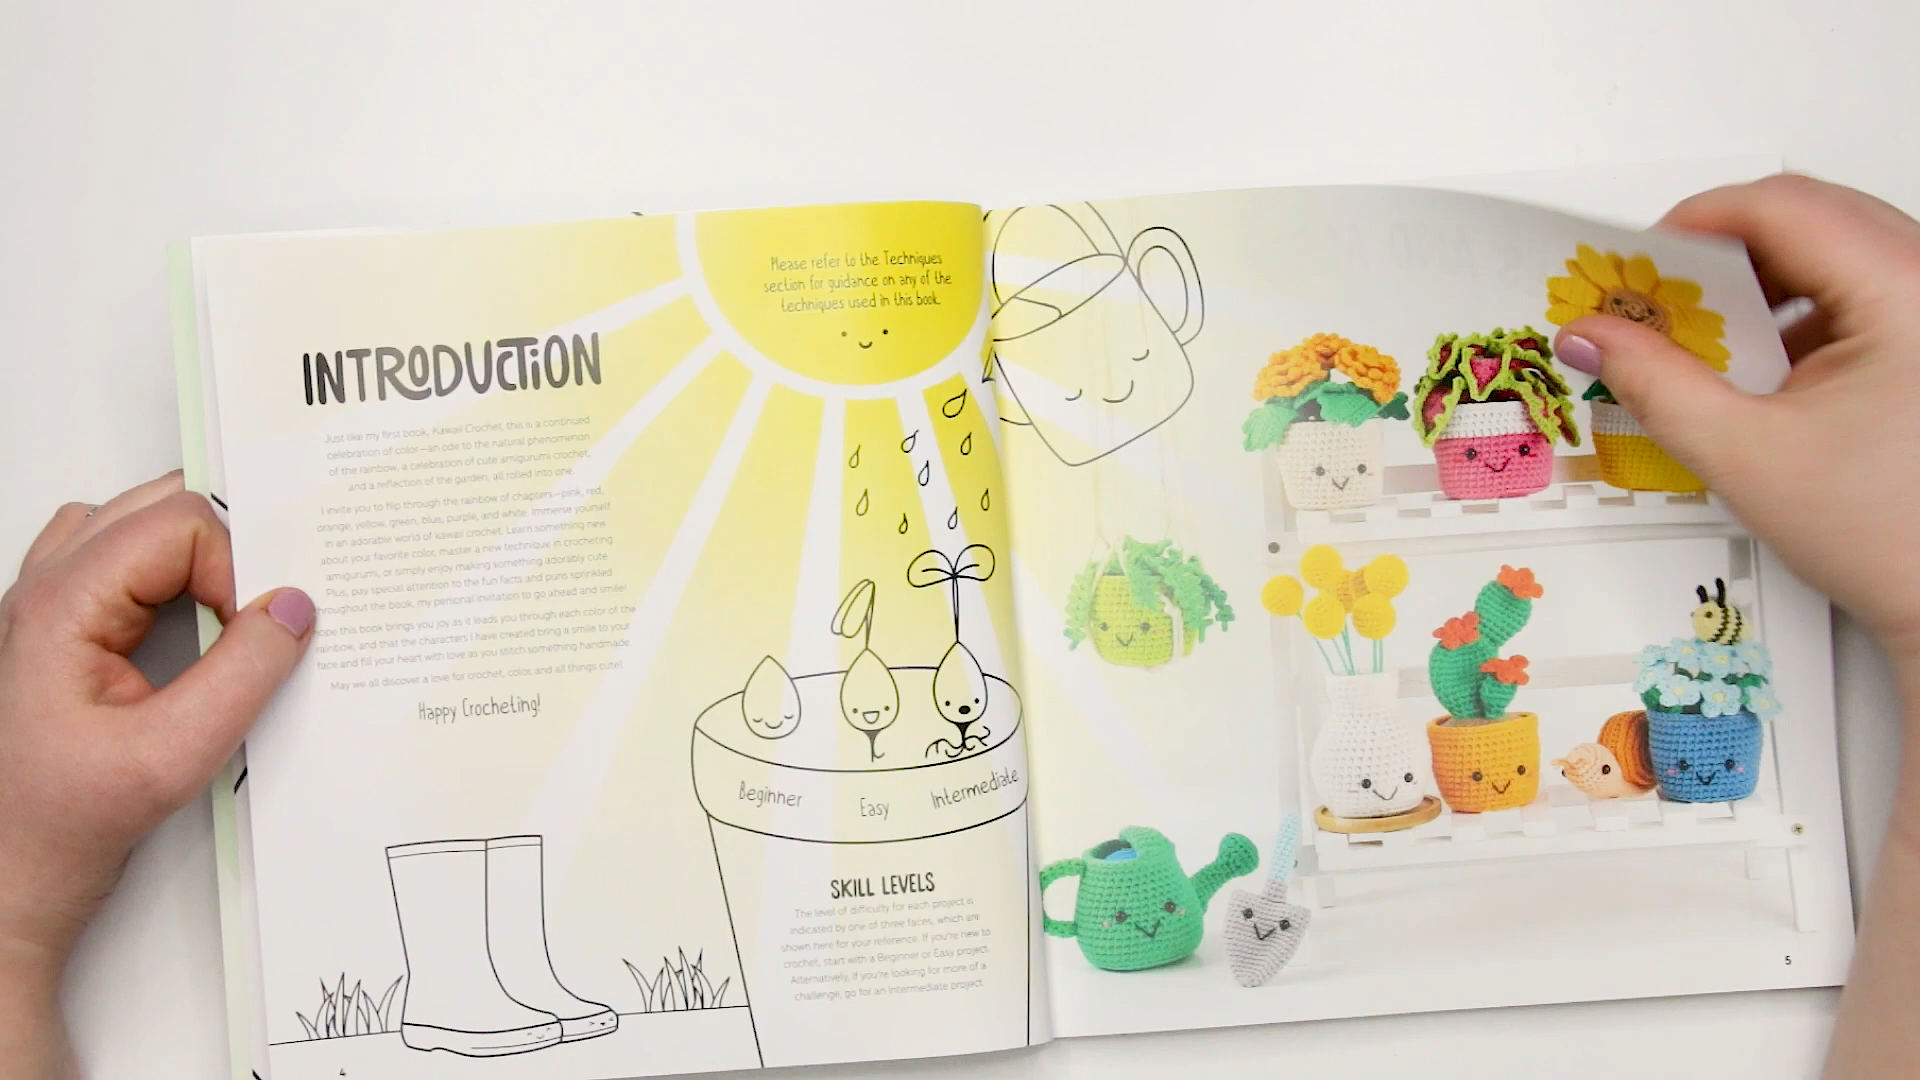 INTRODUCTION
Just like my first book, Kawaii Crochet, this is a continued
celebration of color—an ode to the natural phenomenon
of the rainbow, a celebration of cute amigurumi crochet,
and a reflection of the garden, all rolled into one.
I invite you to flip through the rainbow of chapters—pink, red,
orange, yellow, green, blue, purple, and white. Immerse yourself
in an adorable world of kawaii crochet. Learn something new
about your favorite color, master a new technique in crocheting
amigurumi, or simply enjoy making something adorably cute.
Plus, pay special attention to the fun facts and puns sprinkled
throughout the book, my personal invitation to go ahead and smile!
hope this book brings you joy as it leads you through each color of the
rainbow, and that the characters I have created bring a smile to your
face and fill your heart with love as you stitch something handmade.
May we all discover a love for crochet, color, and all things cute!
Happy Crocheting!
4
Please refer to the Techniques
section for guidance on any of the
techniques used in this book.
Beginner
Easy
Intermediate
SKILL LEVELS
The level of difficulty for each project is
indicated by one of three faces, which are
shown here for your reference. If you're new to
crochet, start with a Beginner or Easy project.
Alternatively, if you're looking for more of a
challenge, go for an Intermediate project.
5